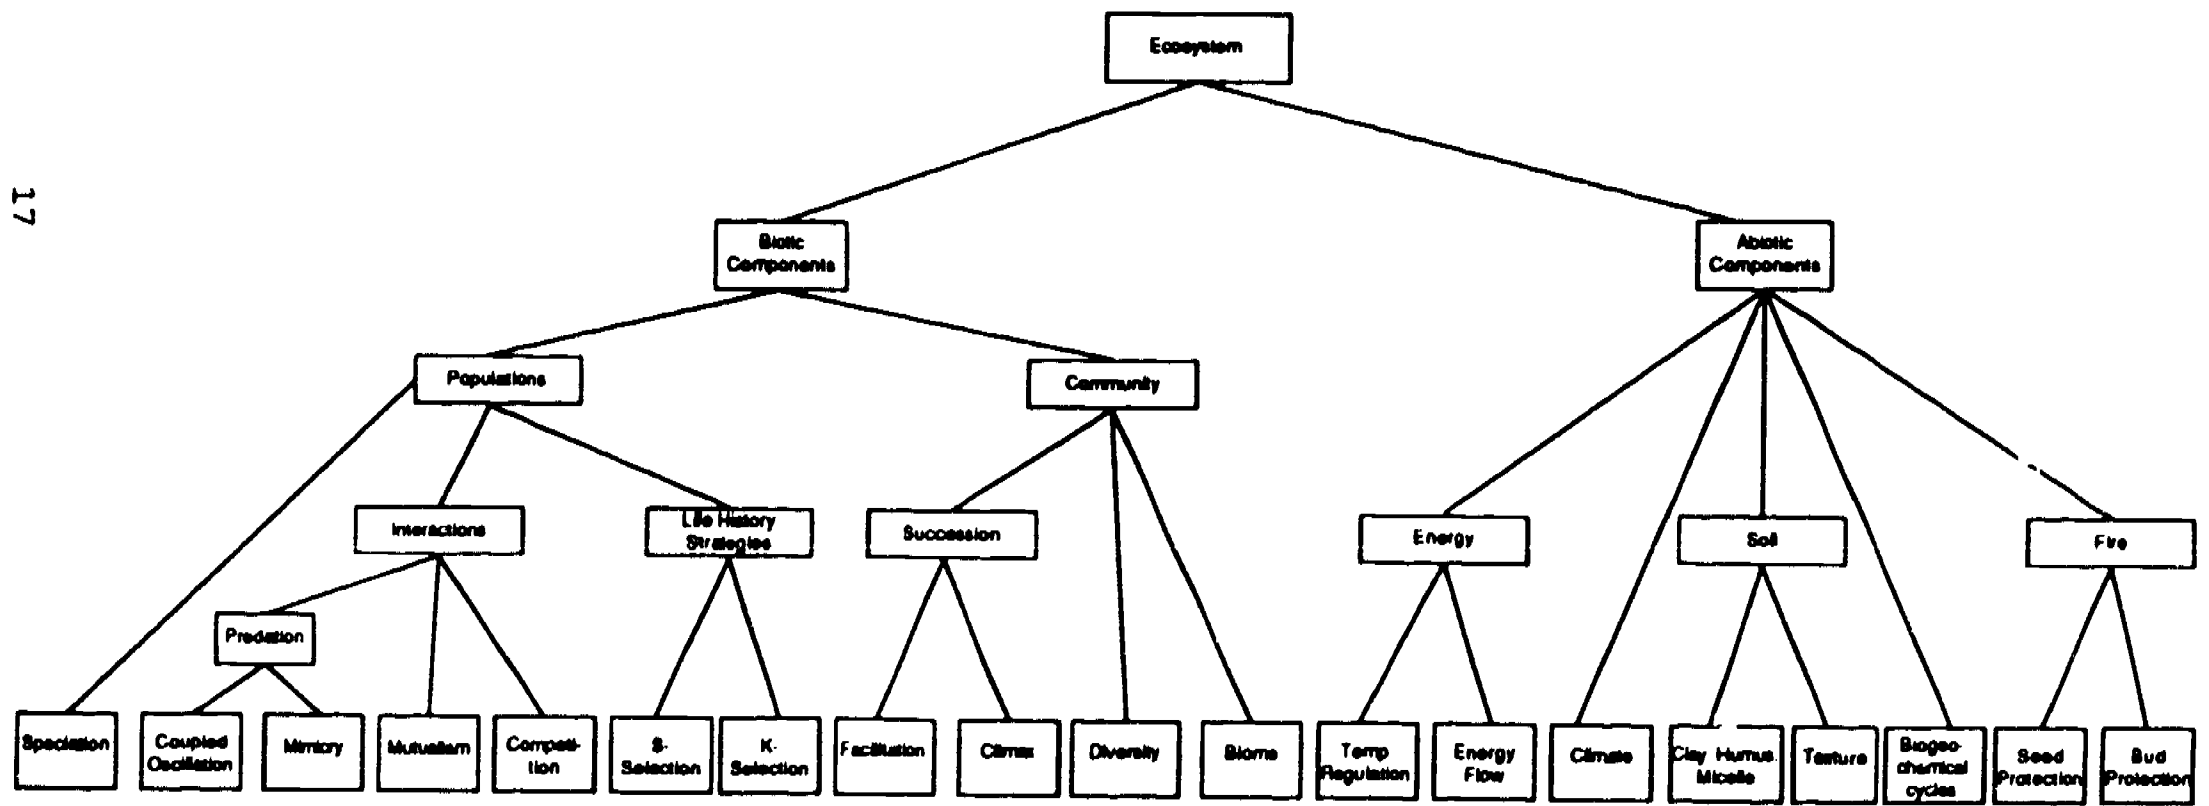 Ecosystem
17
Biotic
Components
Abiotic
Components
Populations
Community
Interactions
Life History
Strategies
Succession
Energy
Soil
Fire
Predation
Speciation
Coupled
Oscillation
Mimicry
Mutualism
Competi-
tion
S-
Selection
K-
Selection
Facilitation
Climax
Diversity
Biome
Temp
Regulation
Energy
Flow
Climate
Clay Humus
Micelle
Texture
Biogeo-
chemical
cycles
Seed
Protection
Bud
Protection